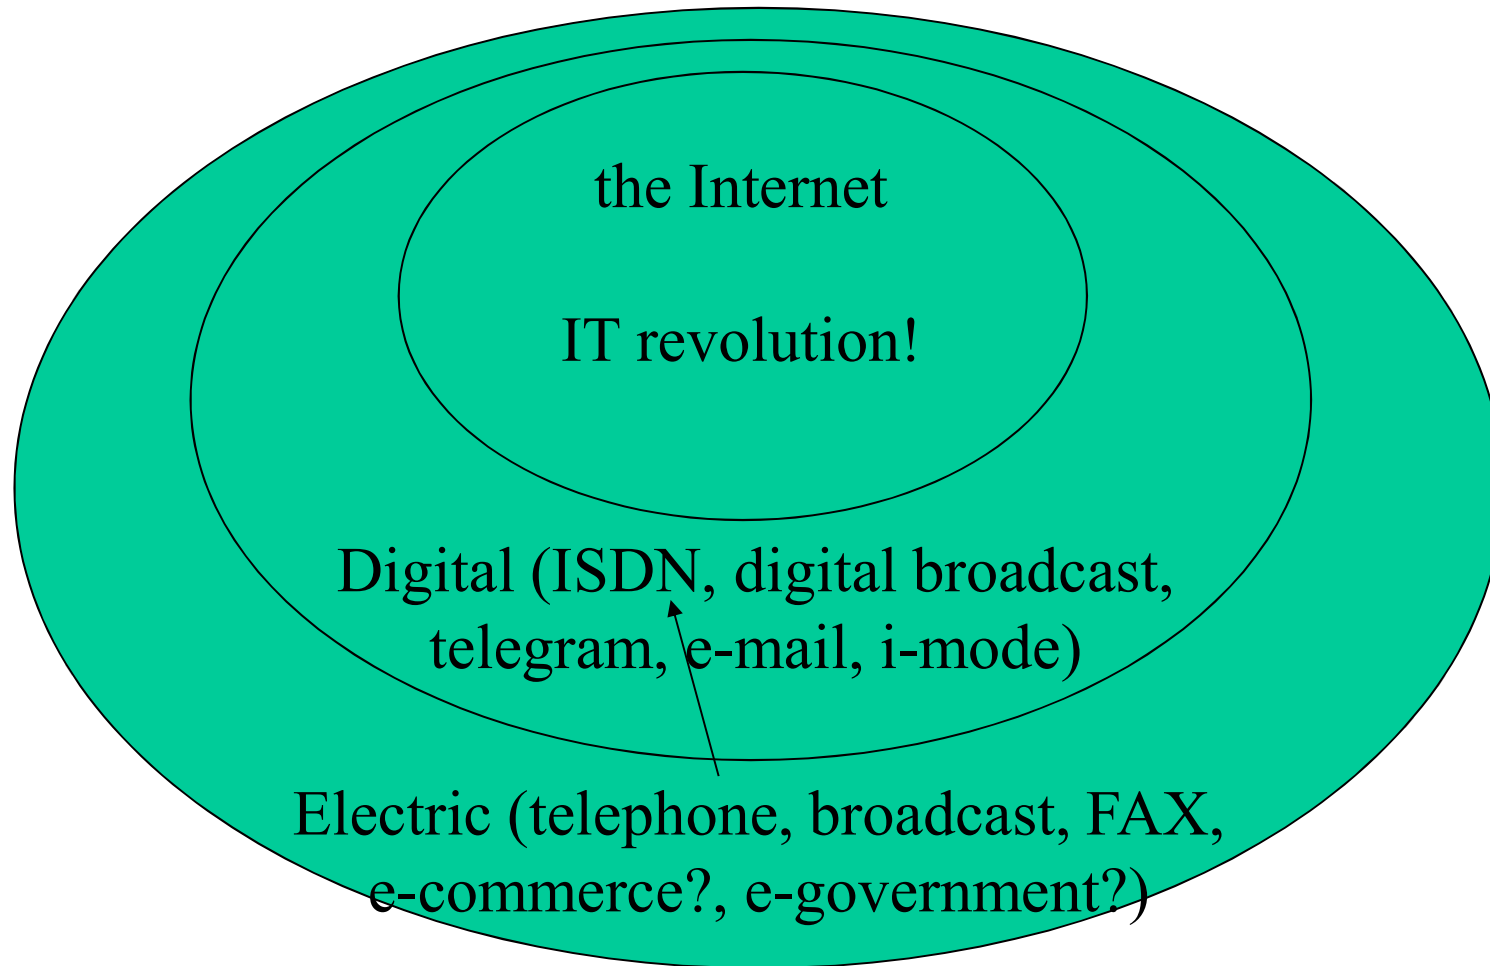 the Internet
IT revolution!
Digital (ISDN, digital broadcast,
telegram, e-mail, i-mode)
Electric (telephone, broadcast, FAX,
e-commerce?, e-government?)